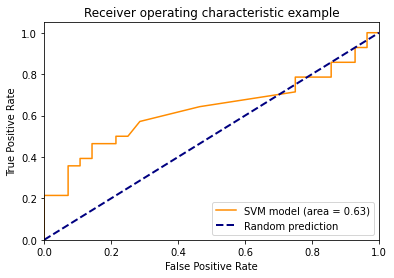 Receiver operating characteristic example
True Positive Rate
1.0
0.8
0.6
0.4
0.2
0.0
SVM model (area = 0.63)
Random prediction
0.0 0.2 0.4 0.6 0.8 1.0
False Positive Rate